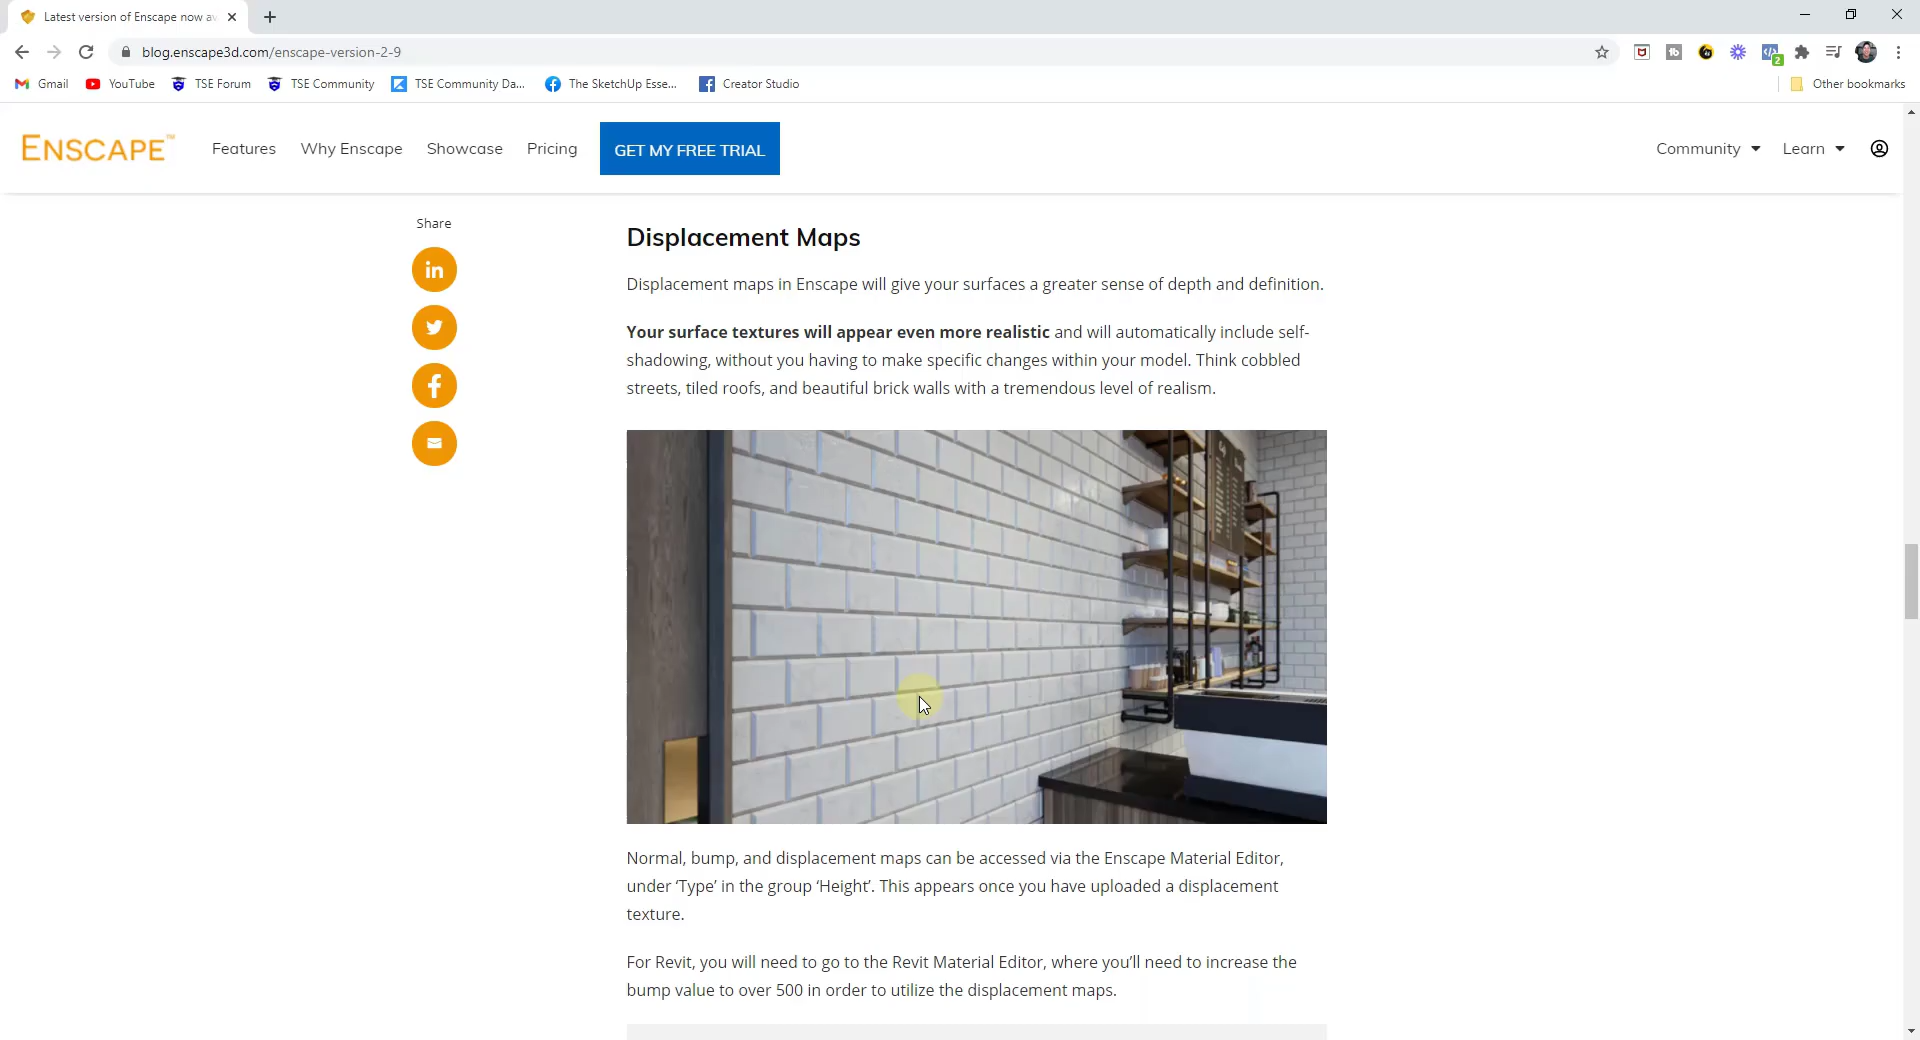 Latest version of Enscape now av
blog.enscape3d.com/enscape-version-2-9
2
Gmail
YouTube
TSE Forum
TSE Community
TSE Community Da...
The SketchUp Esse...
Creator Studio
Other bookmarks
ENSCAPE™
Features
Why Enscape
Showcase
Pricing
GET MY FREE TRIAL
Community
Learn
Share
Displacement Maps
Displacement maps in Enscape will give your surfaces a greater sense of depth and definition.
Your surface textures will appear even more realistic and will automatically include self-
shadowing, without you having to make specific changes within your model. Think cobbled
streets, tiled roofs, and beautiful brick walls with a tremendous level of realism.
Normal, bump, and displacement maps can be accessed via the Enscape Material Editor,
under ‘Type’ in the group ‘Height’. This appears once you have uploaded a displacement
texture.
For Revit, you will need to go to the Revit Material Editor, where you’ll need to increase the
bump value to over 500 in order to utilize the displacement maps.